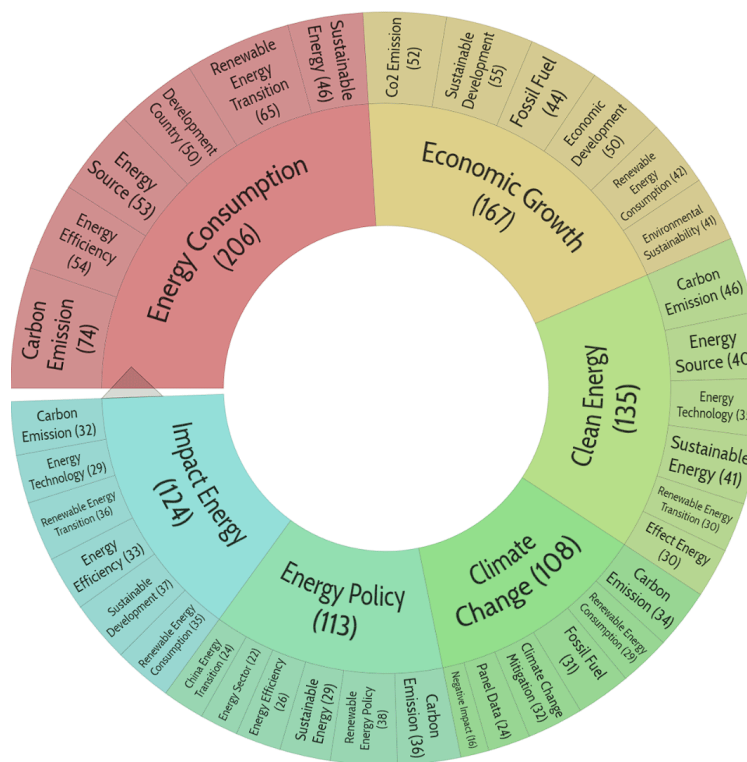 Energy Consumption
(206)
Carbon
Emission
(74)
Energy
Efficiency
(54)
Energy
Source (53)
Development
Country (50)
Renewable
Energy
Transition
(65)
Sustainable
Energy (46)
Economic Growth
(167)
Co2 Emission
(52)
Sustainable
Development
(55)
Fossil Fuel
(44)
Economic
Development
(50)
Renewable
Energy
Consumption (42)
Environmental
Sustainability (41)
Clean Energy
(135)
Carbon
Emission (46)
Energy
Source (40
Energy
Technology
Sustainable
Energy (41)
Renewable Energy
Transition (30)
Effect Energy
(30)
Climate
Change (108)
Carbon
Emission (34)
Renewable Energy
Consumption (29)
Fossil Fuel
(31)
Climate Change
Mitigation (32)
Panel Data (24)
Negative Impact (16)
Energy Policy
(113)
Carbon
Emission (36)
Renewable
Energy Policy
(38)
Sustainable
Energy (29)
Energy Efficiency
(26)
Energy Sector (22)
China Energy
Transition (24)
Impact Energy
(124)
Renewable Energy
Consumption (35)
Sustainable
Development (37)
Energy
Efficiency (33)
Renewable Energy
Transition (36)
Energy
Technology (29)
Carbon
Emission (32)